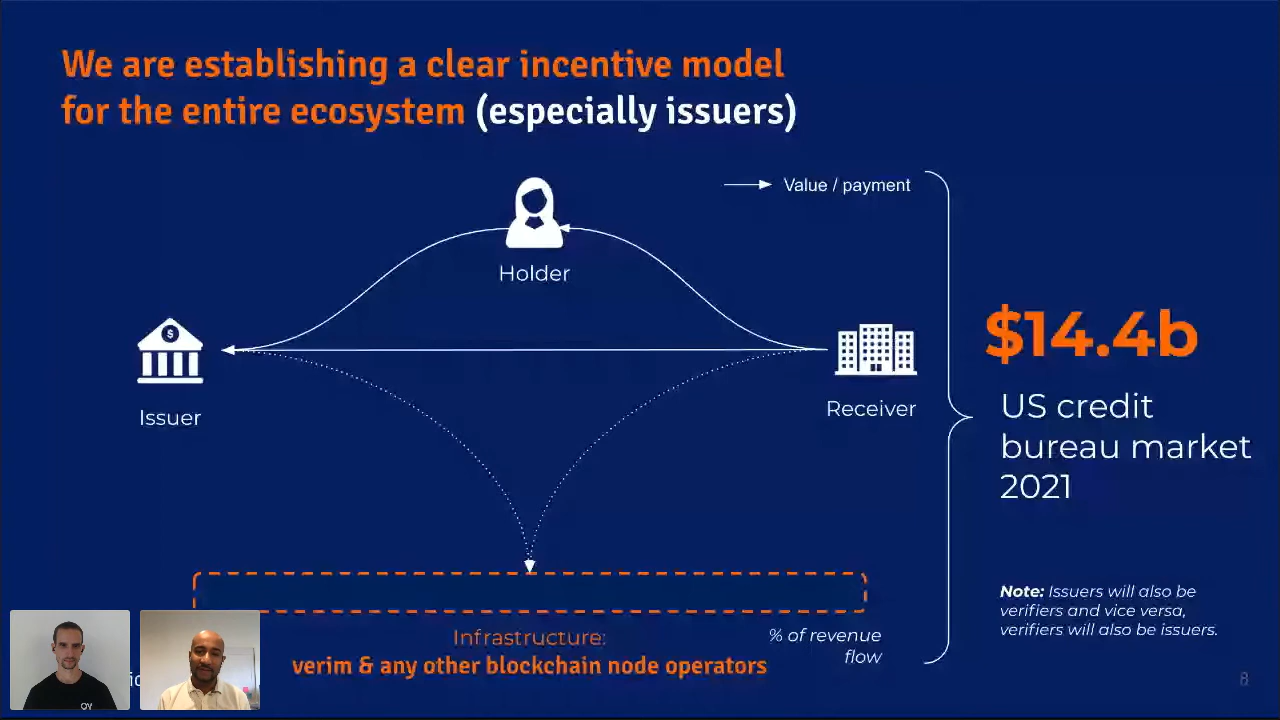 We are establishing a clear incentive model
for the entire ecosystem (especially issuers)
Value / payment
Holder
$
Issuer
Receiver
$14.4b
US credit
bureau market
2021
Note: Issuers will also be
verifiers and vice versa,
verifiers will also be issuers.
Infrastructure:
verim & any other blockchain node operators
% of revenue
flow
8